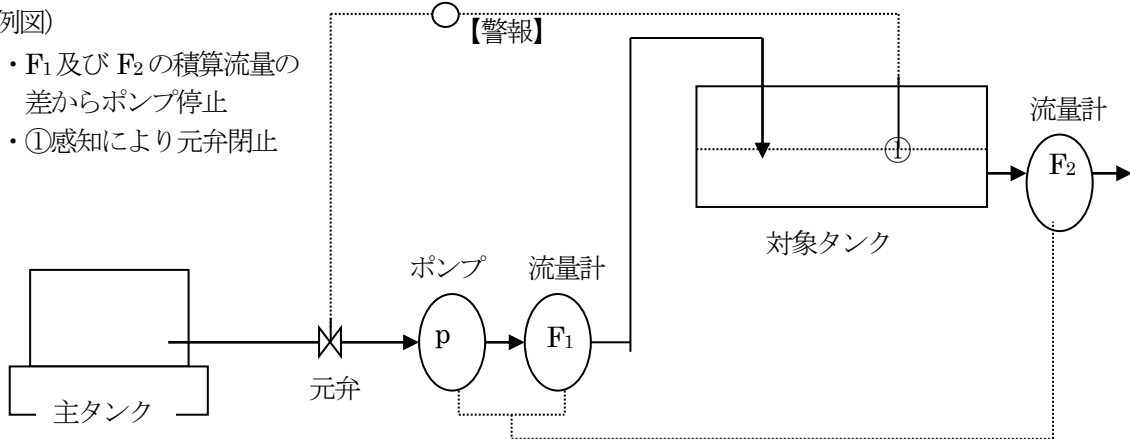 例図)
・F₁及び F₂の積算流量の
差からポンプ停止
・①感知により元弁閉止
【警報】
①
流量計
F₂
対象タンク
ポンプ
流量計
p
F₁
元弁
主タンク